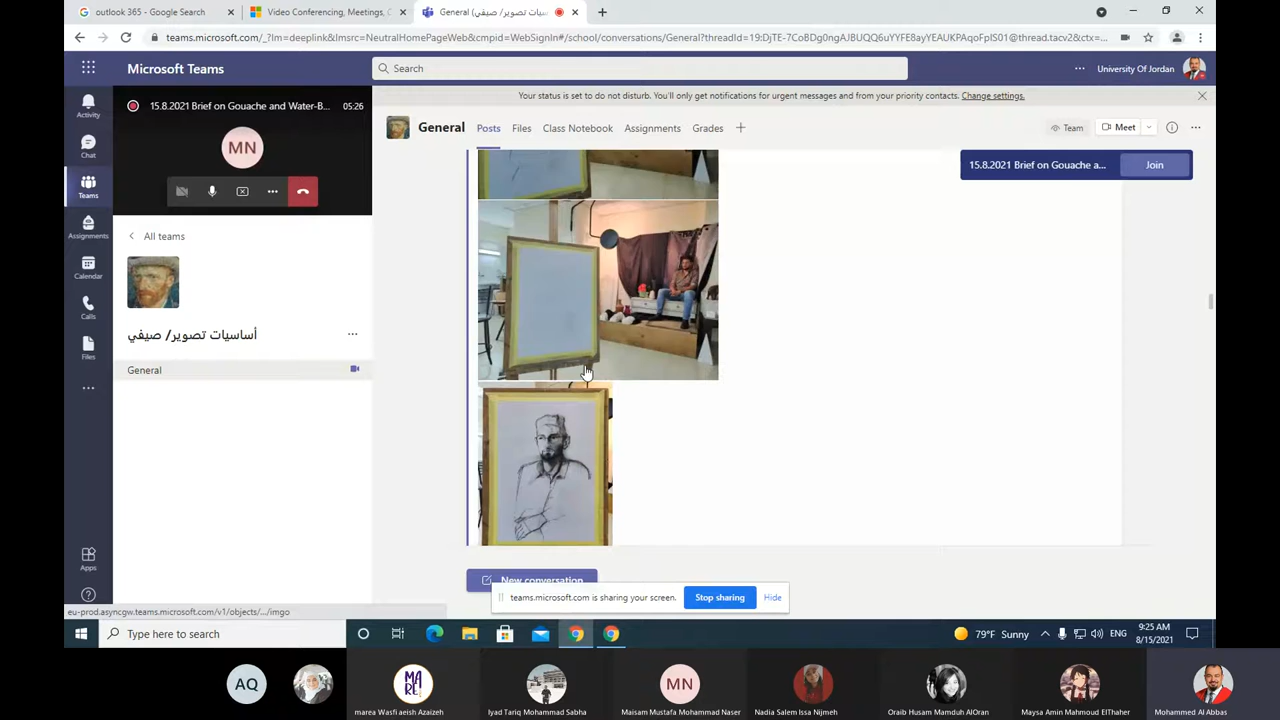 outlook 365 - Google Search
Video Conferencing, Meetings, C
General (أساسيات تصوير/ صيفي)
teams.microsoft.com/_?lm=deeplink&lmsrc=NeutralHomePageWeb&cmpid=WebSignIn#/school/conversations/General?threadId=19:DjTE-7CoBDg0ngAJBUQQ6uYYFE8ayYEAUKPAqoFpIS01@thread.tacv2&ctx=...
Microsoft Teams
Search
University Of Jordan
Your status is set to do not disturb. You'll only get notifications for urgent messages and from your priority contacts. Change settings.
Activity
15.8.2021 Brief on Gouache and Water-B...
05:26
General
Posts
Files
Class Notebook
Assignments
Grades
Team
Meet
MN
Chat
15.8.2021 Brief on Gouache a...
Join
Teams
Assignments
All teams
Calendar
Calls
أساسيات تصوير/ صيفي
Files
General
Apps
New conversation
teams.microsoft.com is sharing your screen.
Stop sharing
Hide
eu-prod.asyncgw.teams.microsoft.com/v1/objects/.../imgo
Type here to search
79°F Sunny
ENG
9:25 AM
8/15/2021
AQ
MARE
MN
marea Wasfi aeish Azaizeh
Iyad Tariq Mohammad Sabha
Maisam Mustafa Mohammad Naser
Nadia Salem Issa Nijmeh
Oraib Husam Mamduh AlOran
Maysa Amin Mahmoud ElThaher
Mohammed Al Abbas